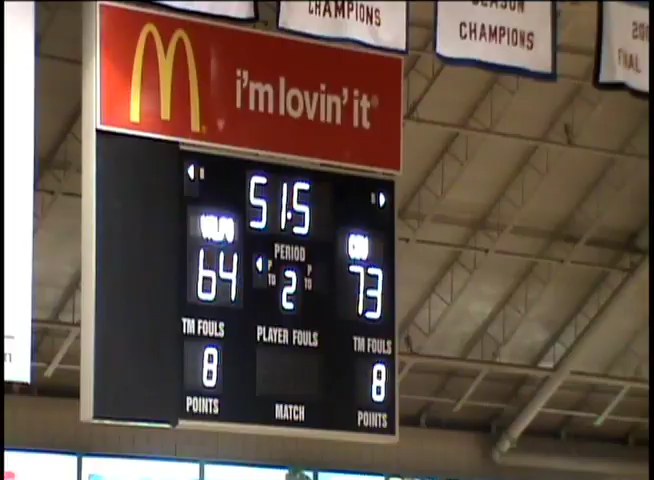 CHAMPIONS
SEASON
CHAMPIONS
FINAL
i'm lovin' it®
51.5
VALPO
PERIOD
64
2
73
TM FOULS
PLAYER FOULS
TM FOULS
8
8
POINTS
MATCH
POINTS